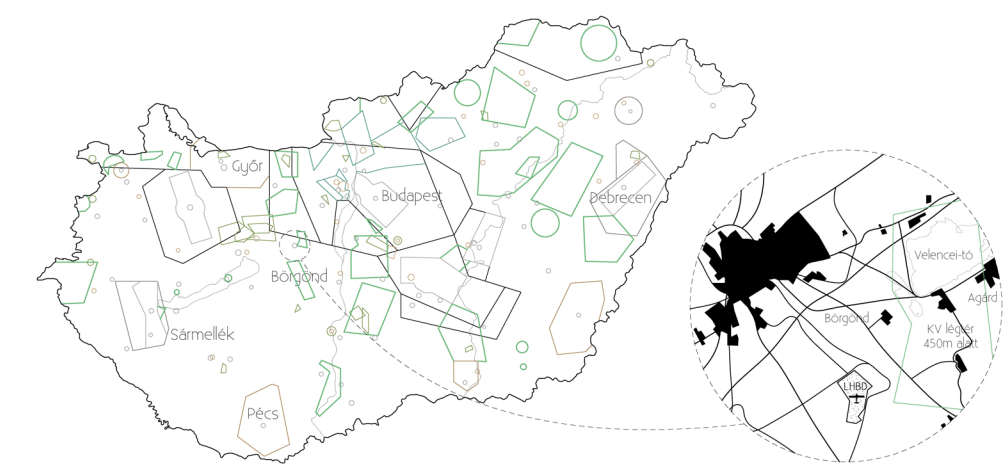 Győr
Budapest
Debrecen
Börgönd
Sármellék
Pécs
Velencei-tó
Agárd
Börgönd
KV légtér
450m alatt
LHBD